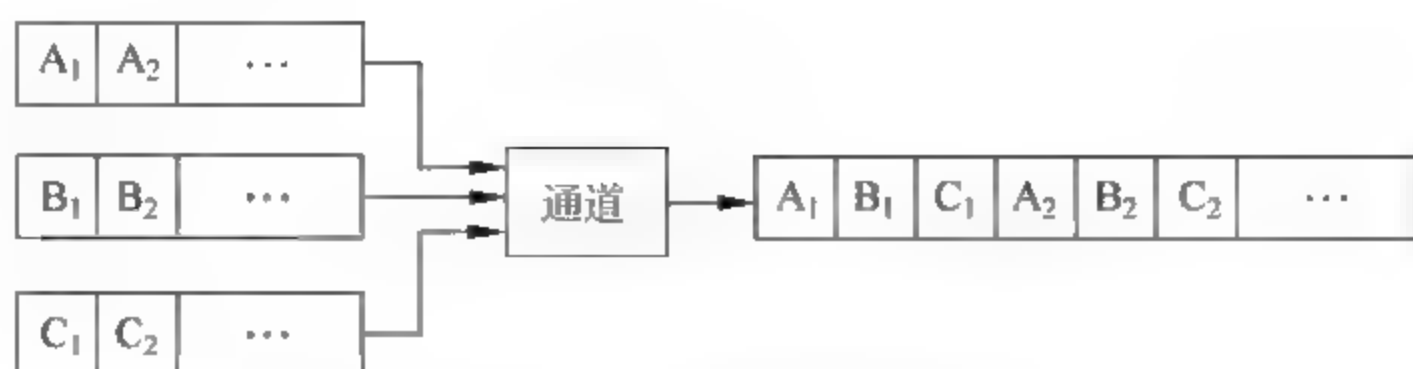 A₁ A₂ ...
B₁ B₂ ...
通道
A₁ B₁ C₁ A₂ B₂ C₂ ...
C₁ C₂ ...